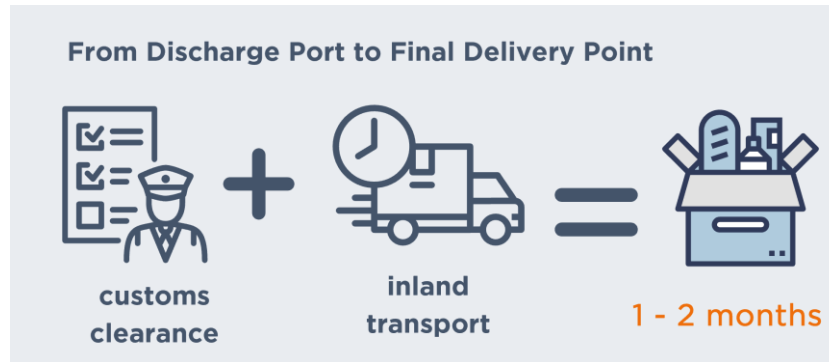 From Discharge Port to Final Delivery Point
customs
clearance
inland
transport
1 - 2 months